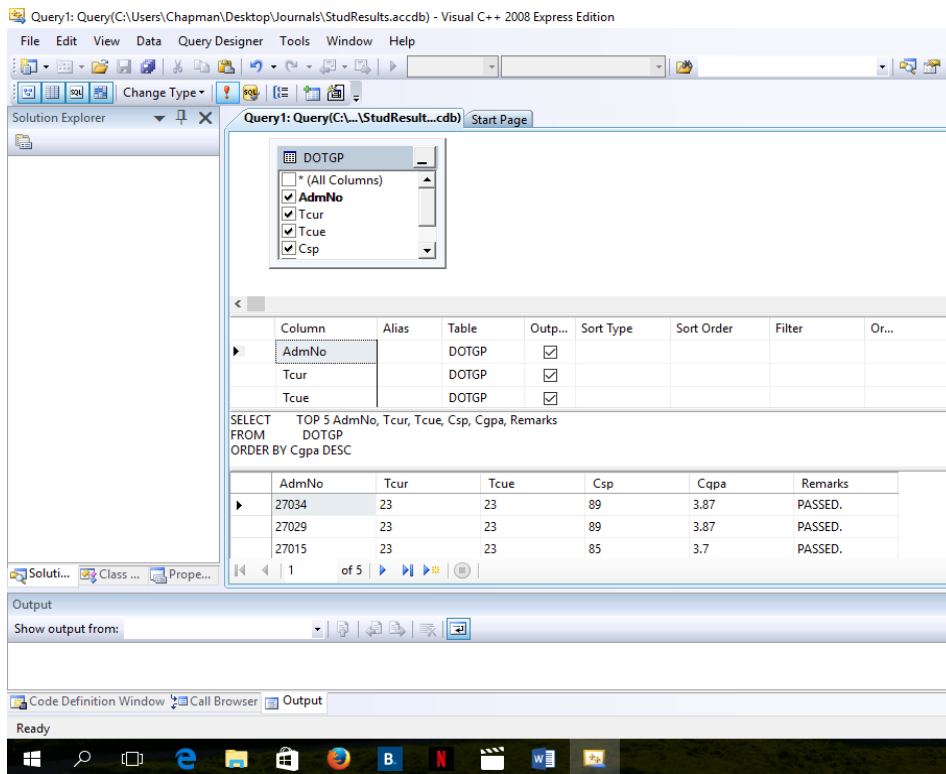 Query1: Query(C:\Users\Chapman\Desktop\Journals\StudResults.accdb) - Visual C++ 2008 Express Edition
File Edit View Data Query Designer Tools Window Help
SQL Change Type SQL
Solution Explorer
Query1: Query(C:\...\StudResult...cdb) Start Page
DOTGP
* (All Columns)
AdmNo
Tcur
Tcue
Csp
Column Alias Table Outp... Sort Type Sort Order Filter Or...
AdmNo DOTGP
Tcur DOTGP
Tcue DOTGP
SELECT TOP 5 AdmNo, Tcur, Tcue, Csp, Cgpa, Remarks
FROM DOTGP
ORDER BY Cgpa DESC
AdmNo Tcur Tcue Csp Cgpa Remarks
27034 23 23 89 3.87 PASSED.
27029 23 23 89 3.87 PASSED.
27015 23 23 85 3.7 PASSED.
1 of 5
Soluti... Class ... Prope...
Output
Show output from:
Code Definition Window Call Browser Output
Ready
B. N W